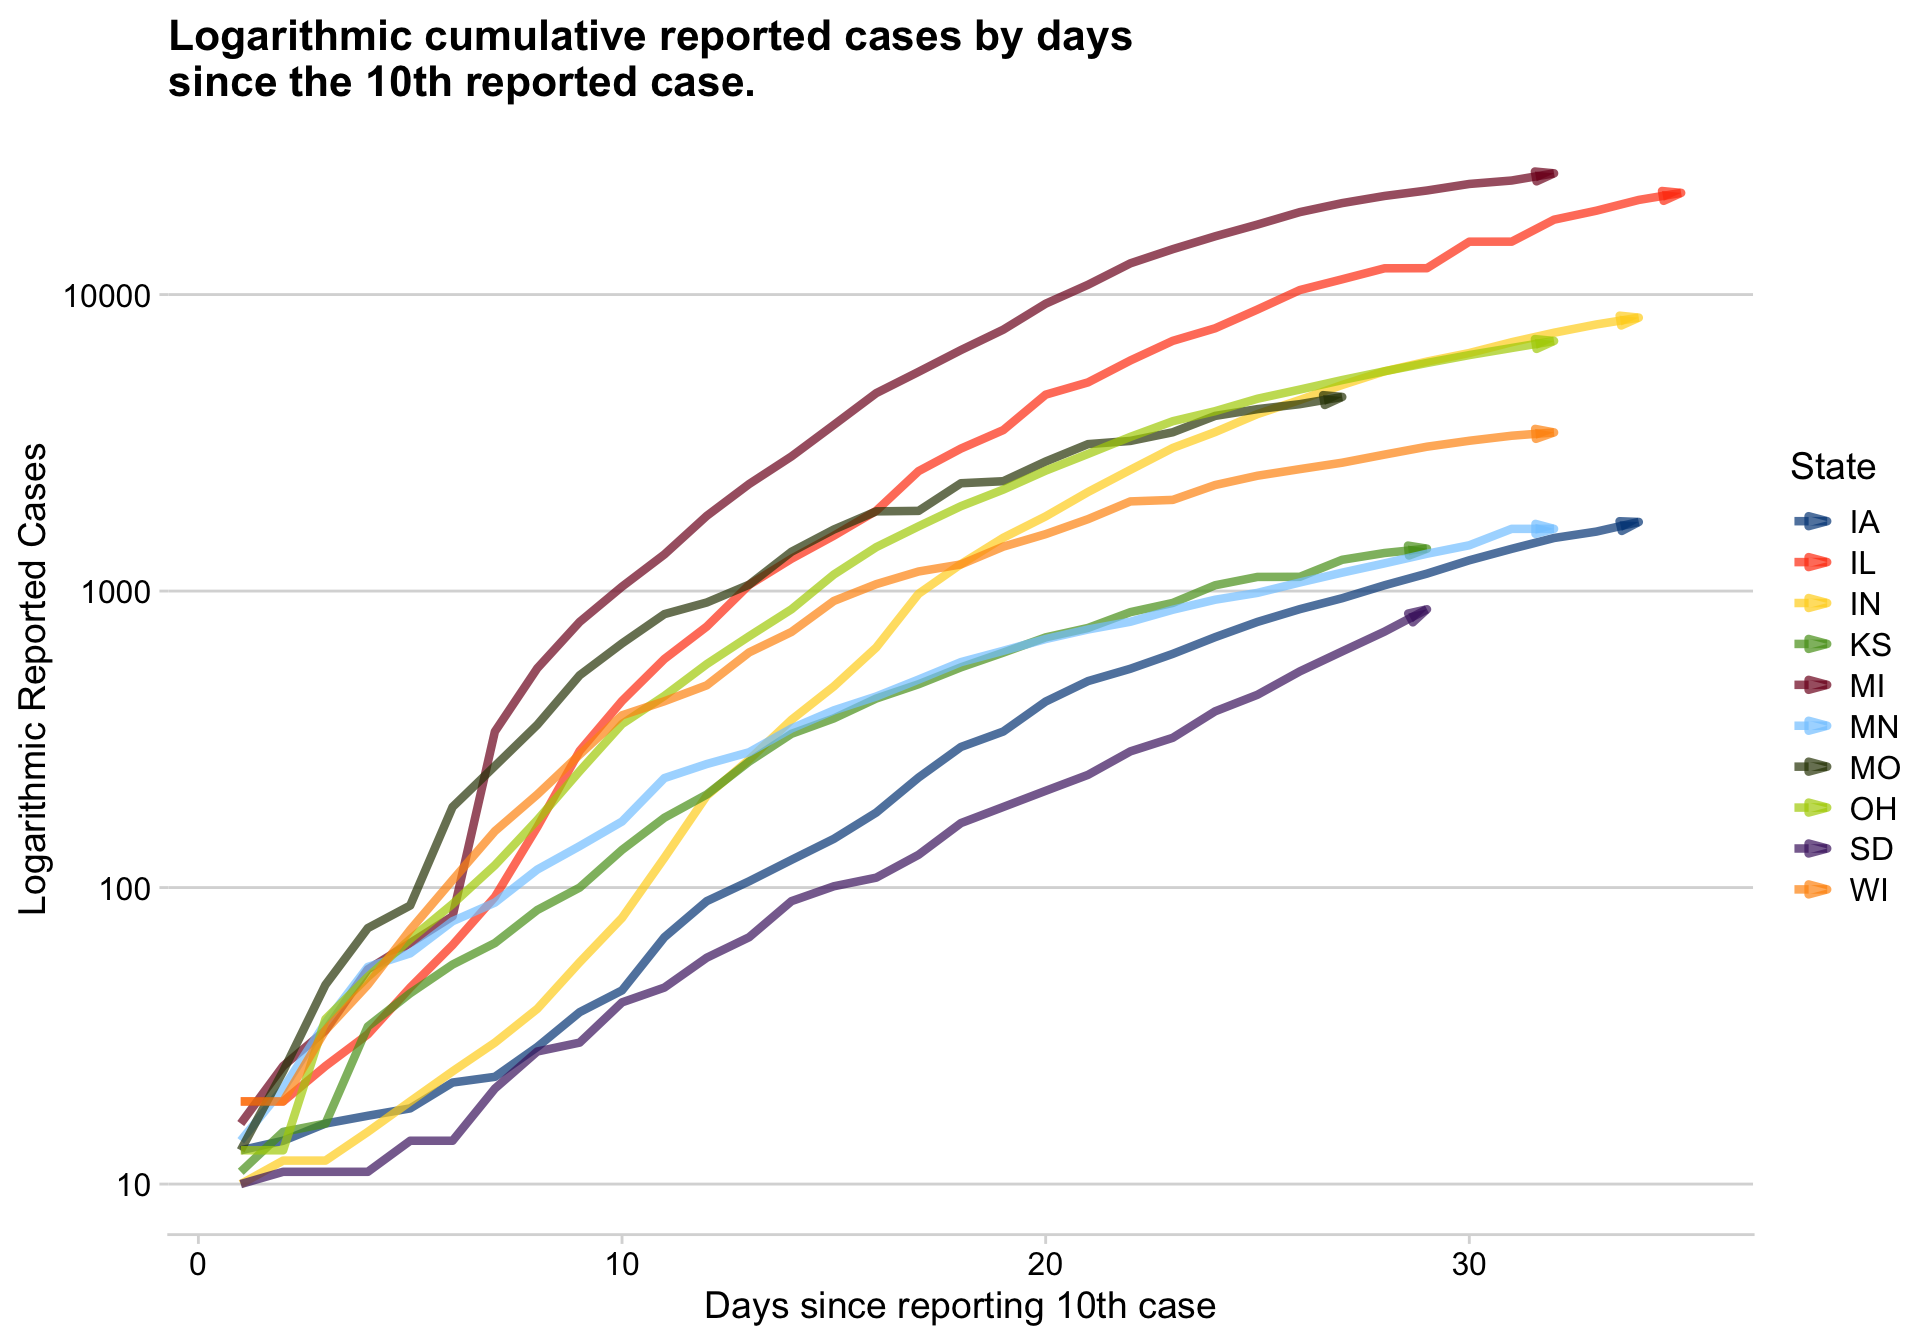 Logarithmic cumulative reported cases by days
since the 10th reported case.
Logarithmic Reported Cases
10000
1000
100
10
0
10
20
30
Days since reporting 10th case
State
IA
IL
IN
KS
MI
MN
MO
OH
SD
WI